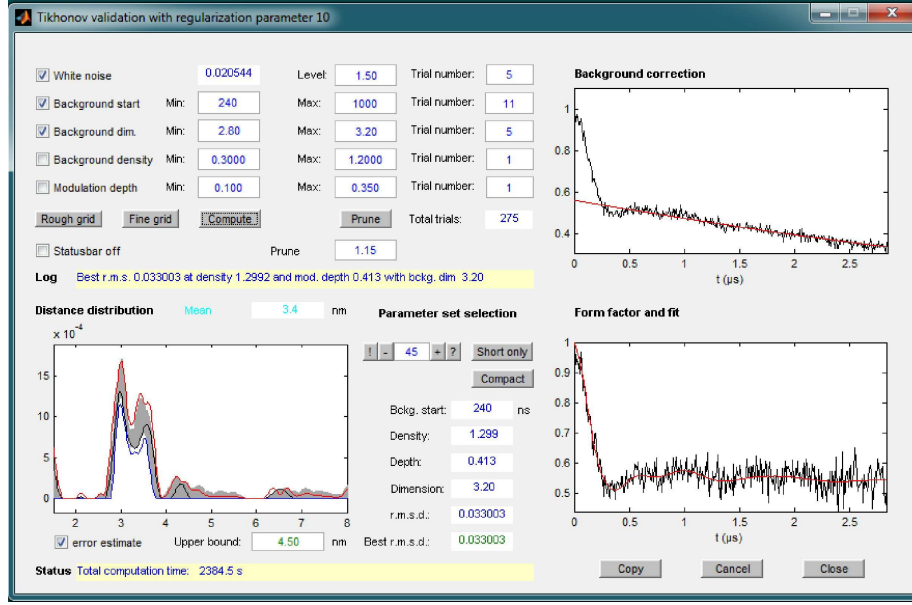 Tikhonov validation with regularization parameter 10
White noise 0.020544 Level: 1.50 Trial number: 5
Background start Min: 240 Max: 1000 Trial number: 11
Background dim. Min: 2.80 Max: 3.20 Trial number: 5
Background density Min: 0.3000 Max: 1.2000 Trial number: 1
Modulation depth Min: 0.100 Max: 0.350 Trial number: 1
Rough grid Fine grid Compute Prune Total trials: 275
Statusbar off Prune 1.15
Log Best r.m.s. 0.033003 at density 1.2992 and mod. depth 0.413 with bckg. dim 3.20
Background correction
1
0.8
0.6
0.4
0 0.5 1 1.5 2 2.5
t (µs)
Distance distribution Mean 3.4 nm
x 10-4
15
10
5
0
2 3 4 5 6 7 8
error estimate Upper bound: 4.50 nm
Parameter set selection
! - 45 + ? Short only
Compact
Bckg. start: 240 ns
Density: 1.299
Depth: 0.413
Dimension: 3.20
r.m.s.d.: 0.033003
Best r.m.s.d.: 0.033003
Form factor and fit
1
0.9
0.8
0.7
0.6
0.5
0 0.5 1 1.5 2 2.5
t (µs)
Status Total computation time: 2384.5 s
Copy Cancel Close